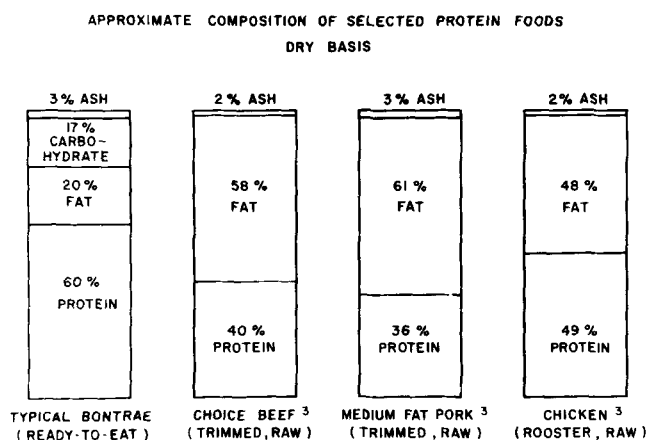 APPROXIMATE COMPOSITION OF SELECTED PROTEIN FOODS
DRY BASIS
3% ASH
17%
CARBO-
HYDRATE
20%
FAT
60%
PROTEIN
TYPICAL BONTRAE
(READY-TO-EAT)
2% ASH
58%
FAT
40%
PROTEIN
CHOICE BEEF 3
(TRIMMED, RAW)
3% ASH
61%
FAT
36%
PROTEIN
MEDIUM FAT PORK 3
(TRIMMED, RAW)
2% ASH
48%
FAT
49%
PROTEIN
CHICKEN 3
(ROOSTER, RAW)